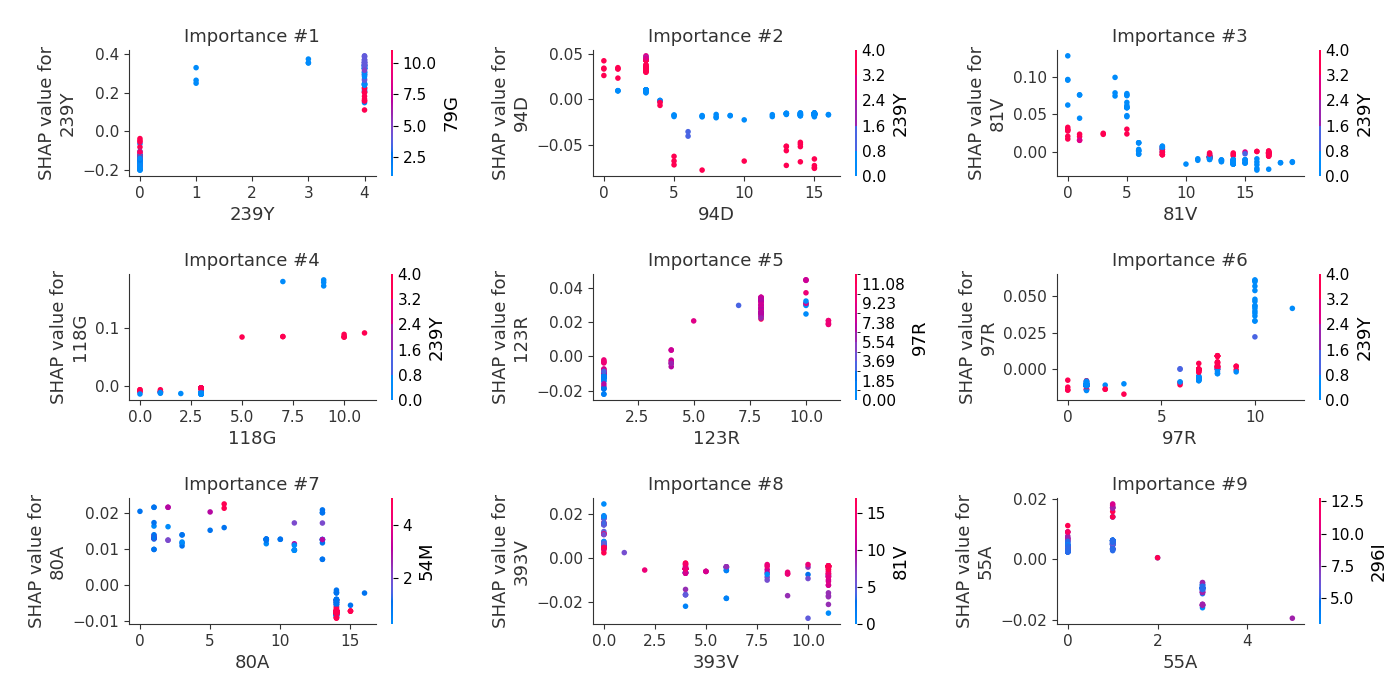 Importance #1
SHAP value for
239Y
0.4
0.2
0.0
−0.2
0
1
2
3
4
239Y
10.0
7.5
5.0
2.5
79G
Importance #2
SHAP value for
94D
0.05
0.00
−0.05
0
5
10
15
94D
4.0
3.2
2.4
1.6
0.8
0.0
239Y
Importance #3
SHAP value for
81V
0.10
0.05
0.00
0
5
10
15
81V
4.0
3.2
2.4
1.6
0.8
0.0
239Y
Importance #4
SHAP value for
118G
0.1
0.0
0.0
2.5
5.0
7.5
10.0
118G
4.0
3.2
2.4
1.6
0.8
0.0
239Y
Importance #5
SHAP value for
123R
0.04
0.02
0.00
−0.02
2.5
5.0
7.5
10.0
123R
11.08
9.23
7.38
5.54
3.69
1.85
0.00
97R
Importance #6
SHAP value for
97R
0.050
0.025
0.000
0
5
10
97R
4.0
3.2
2.4
1.6
0.8
0.0
239Y
Importance #7
SHAP value for
80A
0.02
0.01
0.00
−0.01
0
5
10
15
80A
4
2
54M
Importance #8
SHAP value for
393V
0.02
0.00
−0.02
0.0
2.5
5.0
7.5
10.0
393V
15
10
5
0
81V
Importance #9
SHAP value for
55A
0.02
0.00
−0.02
0
2
4
55A
12.5
10.0
7.5
5.0